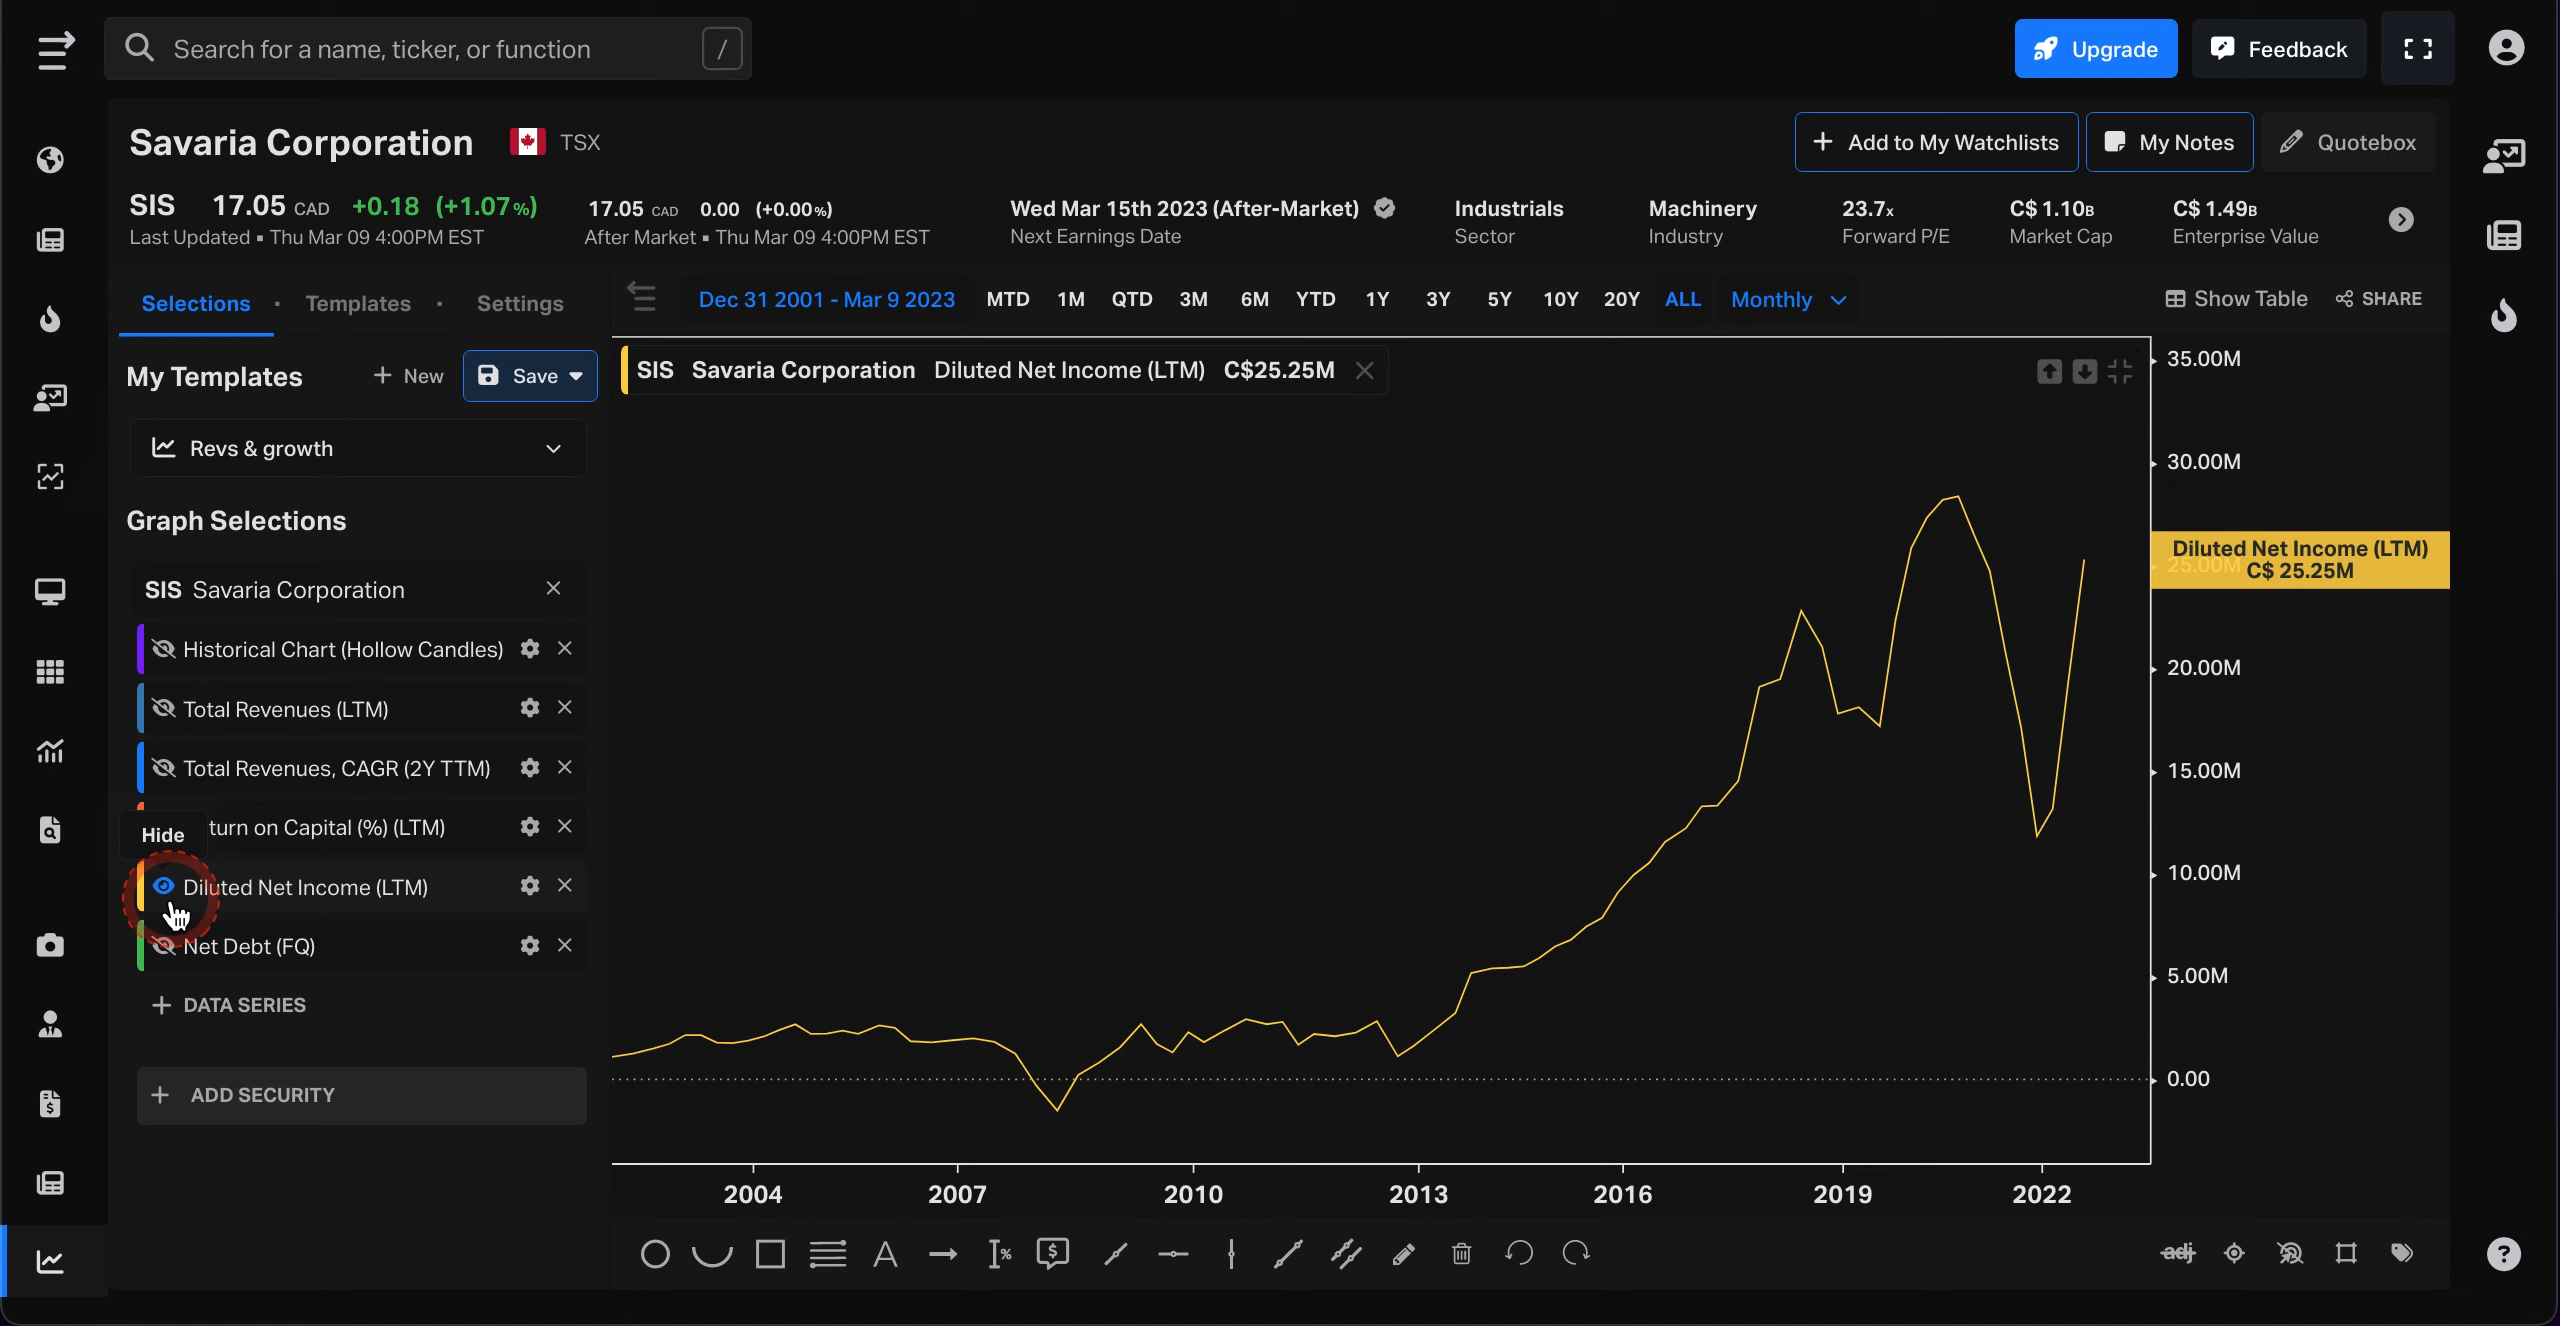 Search for a name, ticker, or function /
Upgrade
Feedback
Savaria Corporation TSX
+ Add to My Watchlists
My Notes
Quotebox
SIS 17.05 CAD +0.18 (+1.07%)
Last Updated ▪ Thu Mar 09 4:00PM EST
17.05 CAD 0.00 (+0.00%)
After Market ▪ Thu Mar 09 4:00PM EST
Wed Mar 15th 2023 (After-Market)
Next Earnings Date
Industrials
Sector
Machinery
Industry
23.7x
Forward P/E
C$ 1.10B
Market Cap
C$ 1.49B
Enterprise Value
Selections · Templates · Settings
Dec 31 2001 - Mar 9 2023 MTD 1M QTD 3M 6M YTD 1Y 3Y 5Y 10Y 20Y ALL Monthly
Show Table
SHARE
My Templates
+ New
Save
Revs & growth
Graph Selections
SIS Savaria Corporation
Historical Chart (Hollow Candles)
Total Revenues (LTM)
Total Revenues, CAGR (2Y TTM)
Hide
turn on Capital (%) (LTM)
Diluted Net Income (LTM)
Net Debt (FQ)
+ DATA SERIES
+ ADD SECURITY
SIS Savaria Corporation Diluted Net Income (LTM) C$25.25M
35.00M
30.00M
Diluted Net Income (LTM)
25.00M
C$ 25.25M
20.00M
15.00M
10.00M
5.00M
0.00
2004 2007 2010 2013 2016 2019 2022
A
%
$
adj
?